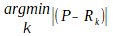 argmin |(P− R_k)|
k